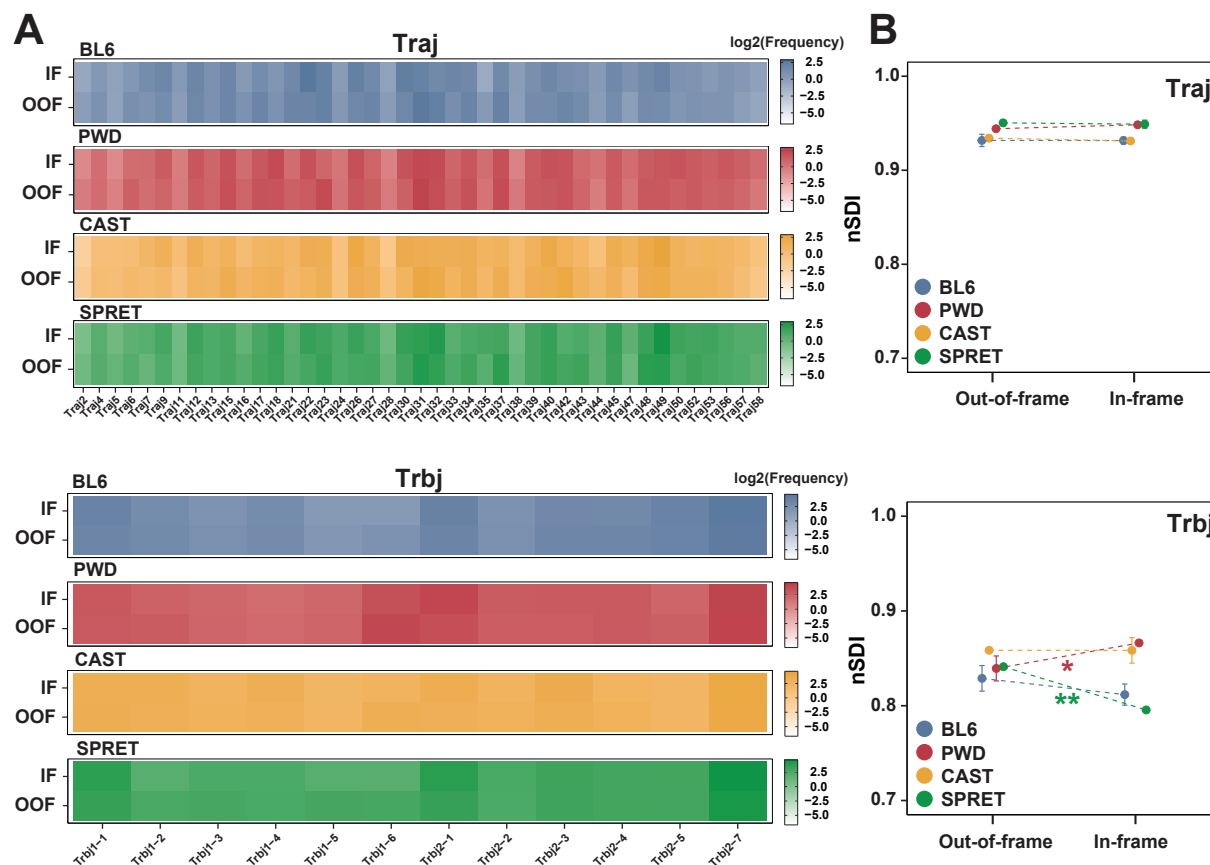 A
BL6
Traj
log2(Frequency)
IF
OOF
2.5
0.0
−2.5
−5.0
PWD
IF
OOF
2.5
0.0
−2.5
−5.0
CAST
IF
OOF
2.5
0.0
−2.5
−5.0
SPRET
IF
OOF
2.5
0.0
−2.5
−5.0
Traj2 Traj4 Traj5 Traj6 Traj7 Traj9 Traj11 Traj12 Traj13 Traj15 Traj16 Traj17 Traj18 Traj21 Traj22 Traj23 Traj24 Traj26 Traj27 Traj28 Traj30 Traj31 Traj32 Traj33 Traj34 Traj35 Traj37 Traj38 Traj39 Traj40 Traj42 Traj43 Traj44 Traj45 Traj47 Traj48 Traj49 Traj50 Traj52 Traj53 Traj56 Traj57 Traj58
BL6
Trbj
log2(Frequency)
IF
OOF
2.5
0.0
−2.5
−5.0
PWD
IF
OOF
2.5
0.0
−2.5
−5.0
CAST
IF
OOF
2.5
0.0
−2.5
−5.0
SPRET
IF
OOF
2.5
0.0
−2.5
−5.0
Trbj1−1 Trbj1−2 Trbj1−3 Trbj1−4 Trbj1−5 Trbj1−6 Trbj2−1 Trbj2−2 Trbj2−3 Trbj2−4 Trbj2−5 Trbj2−7
B
Traj
1.0
0.9
0.8
0.7
nSDI
BL6
PWD
CAST
SPRET
Out-of-frame In-frame
Trbj
1.0
0.9
0.8
0.7
nSDI
*
**
BL6
PWD
CAST
SPRET
Out-of-frame In-frame